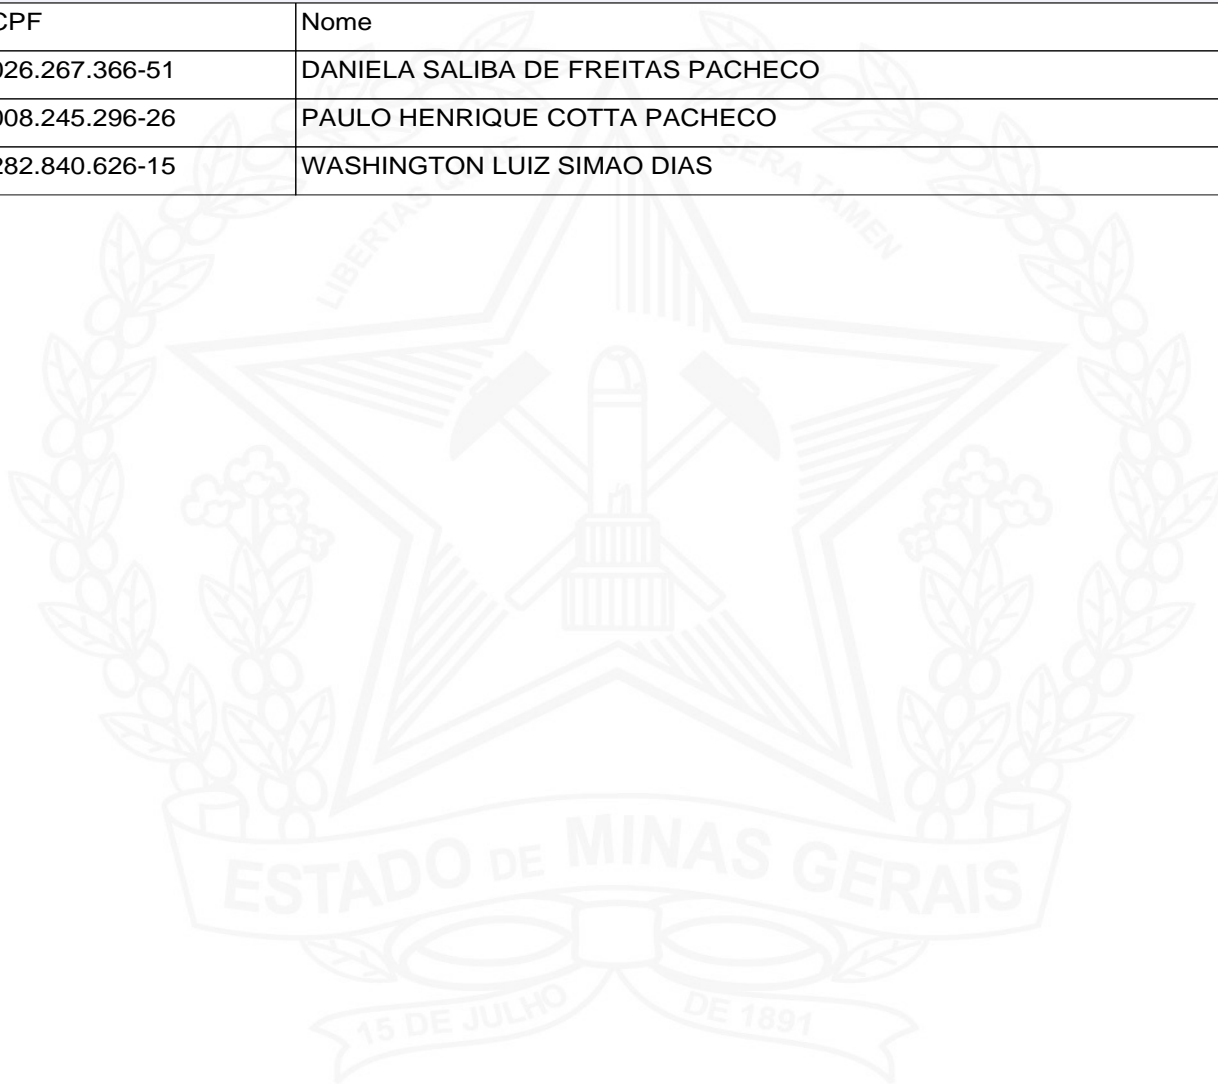 CPF Nome
026.267.366-51 DANIELA SALIBA DE FREITAS PACHECO
008.245.296-26 PAULO HENRIQUE COTTA PACHECO
282.840.626-15 WASHINGTON LUIZ SIMAO DIAS
LIBERTAS QUE SERA TAMEN
ESTADO DE MINAS GERAIS
15 DE JULHO DE 1891